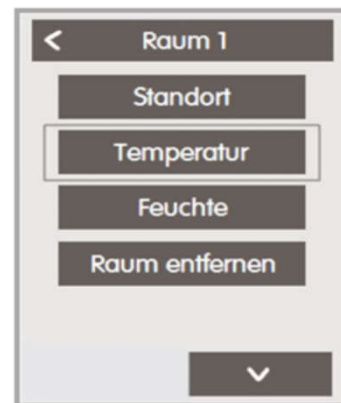 < Raum 1
Standort
Temperatur
Feuchte
Raum entfernen